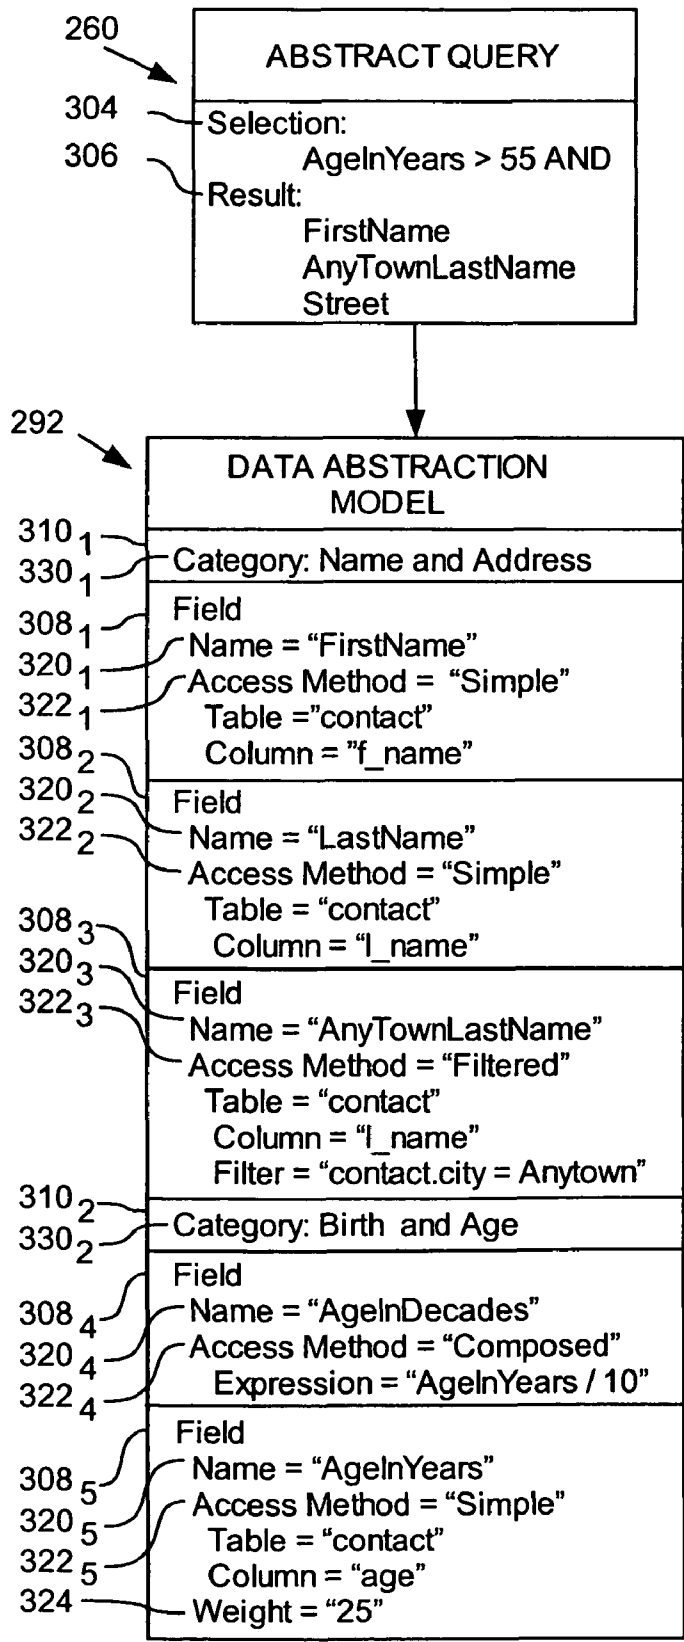 260
ABSTRACT QUERY
304
Selection:
AgeInYears > 55 AND
306
Result:
FirstName
AnyTownLastName
Street
292
DATA ABSTRACTION
MODEL
310 1
330 1
Category: Name and Address
308 1
Field
320 1
Name = “FirstName”
322 1
Access Method = “Simple”
Table =”contact”
Column = ”f_name”
308 2
Field
320 2
Name = “LastName”
322 2
Access Method = “Simple”
Table = “contact”
Column = “l_name”
308 3
Field
320 3
Name = “AnyTownLastName”
322 3
Access Method = “Filtered”
Table = “contact”
Column = “l_name”
Filter = “contact.city = Anytown”
310 2
330 2
Category: Birth and Age
308 4
Field
320 4
Name = “AgeInDecades”
322 4
Access Method = “Composed”
Expression = “AgeInYears / 10”
308 5
Field
320 5
Name = “AgeInYears”
322 5
Access Method = “Simple”
Table = “contact”
Column = “age”
324
Weight = “25”